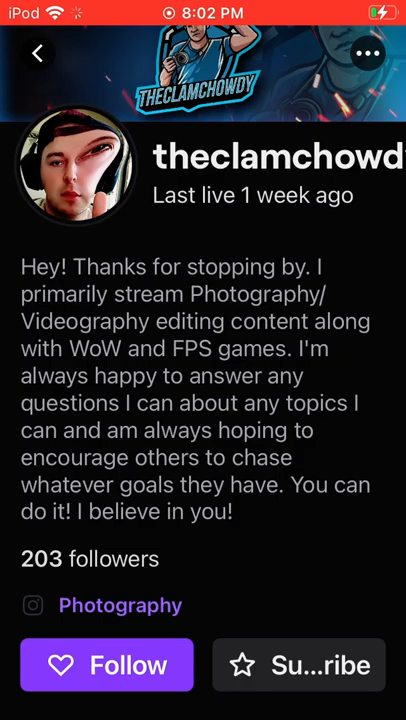 iPod 8:02 PM
THECLAMCHOWDY
theclamchowd
Last live 1 week ago
Hey! Thanks for stopping by. I
primarily stream Photography/
Videography editing content along
with WoW and FPS games. I'm
always happy to answer any
questions I can about any topics I
can and am always hoping to
encourage others to chase
whatever goals they have. You can
do it! I believe in you!
203 followers
Photography
Follow Su...ribe